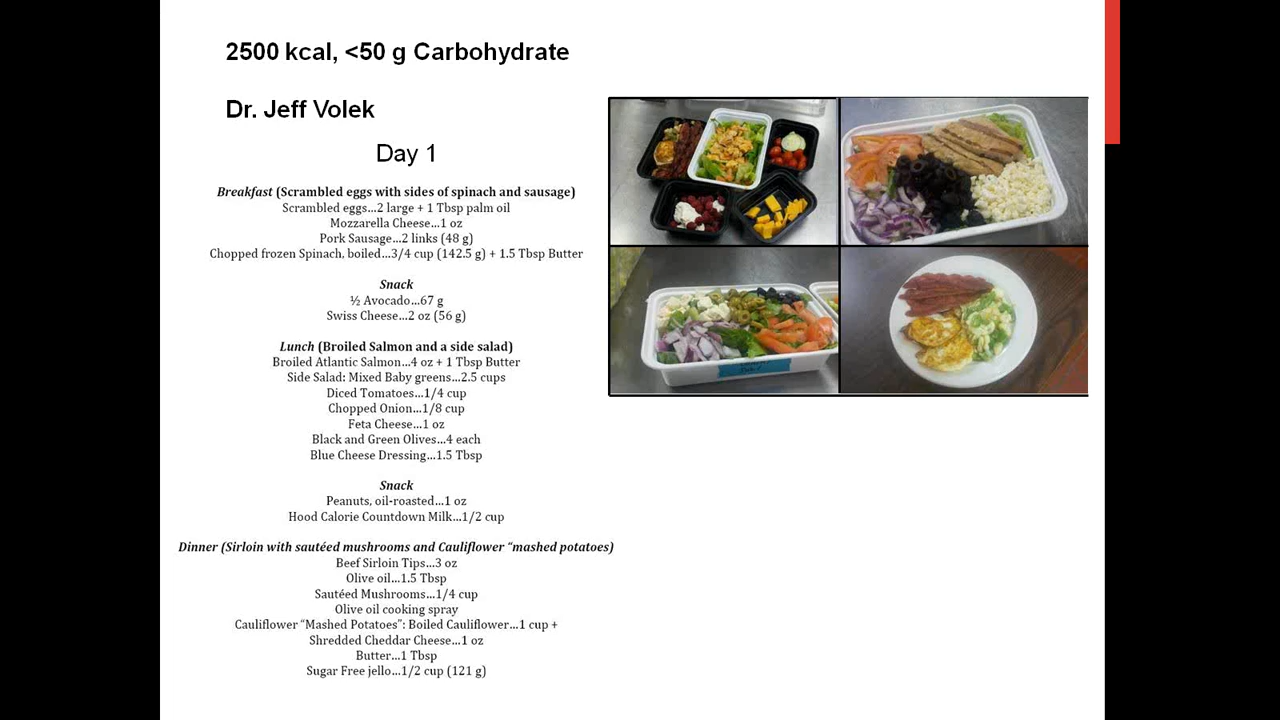 2500 kcal, <50 g Carbohydrate
Dr. Jeff Volek
Day 1
Breakfast (Scrambled eggs with sides of spinach and sausage)
Scrambled eggs…2 large + 1 Tbsp palm oil
Mozzarella Cheese…1 oz
Pork Sausage…2 links (48 g)
Chopped frozen Spinach, boiled…3/4 cup (142.5 g) + 1.5 Tbsp Butter
Snack
½ Avocado…67 g
Swiss Cheese…2 oz (56 g)
Lunch (Broiled Salmon and a side salad)
Broiled Atlantic Salmon…4 oz + 1 Tbsp Butter
Side Salad: Mixed Baby greens…2.5 cups
Diced Tomatoes…1/4 cup
Chopped Onion…1/8 cup
Feta Cheese…1 oz
Black and Green Olives…4 each
Blue Cheese Dressing…1.5 Tbsp
Snack
Peanuts, oil-roasted…1 oz
Hood Calorie Countdown Milk…1/2 cup
Dinner (Sirloin with sautéed mushrooms and Cauliflower “mashed potatoes)
Beef Sirloin Tips…3 oz
Olive oil…1.5 Tbsp
Sautéed Mushrooms…1/4 cup
Olive oil cooking spray
Cauliflower “Mashed Potatoes”: Boiled Cauliflower…1 cup +
Shredded Cheddar Cheese…1 oz
Butter…1 Tbsp
Sugar Free jello…1/2 cup (121 g)